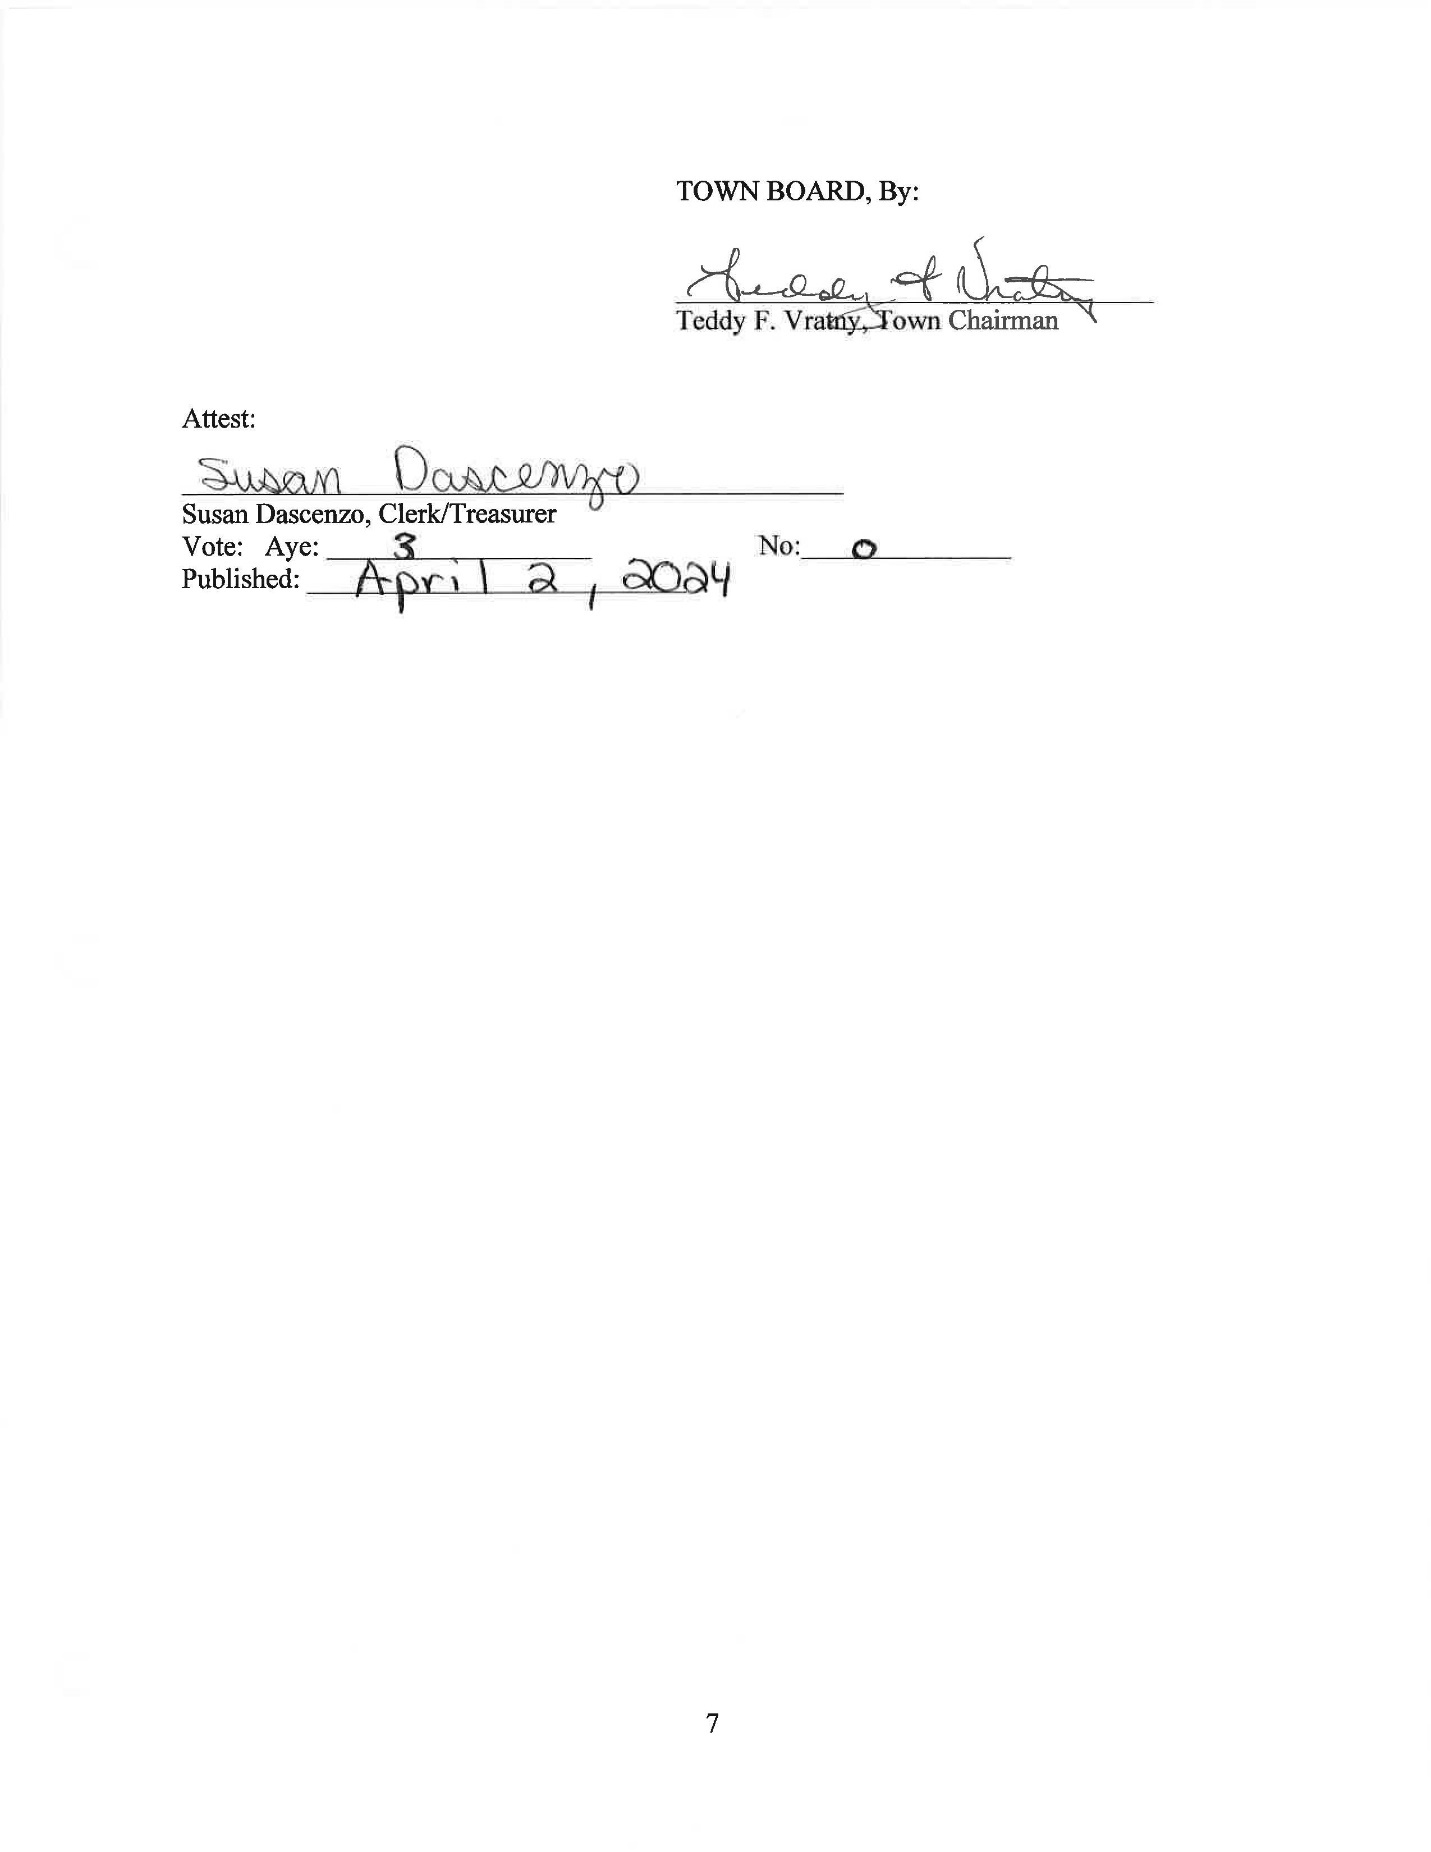 TOWN BOARD, By:
Teddy F Vratny
Teddy F. Vratny, Town Chairman
Attest:
Susan Dascenzo
Susan Dascenzo, Clerk/Treasurer
Vote: Aye: 3 No: 0
Published: April 2, 2024
7